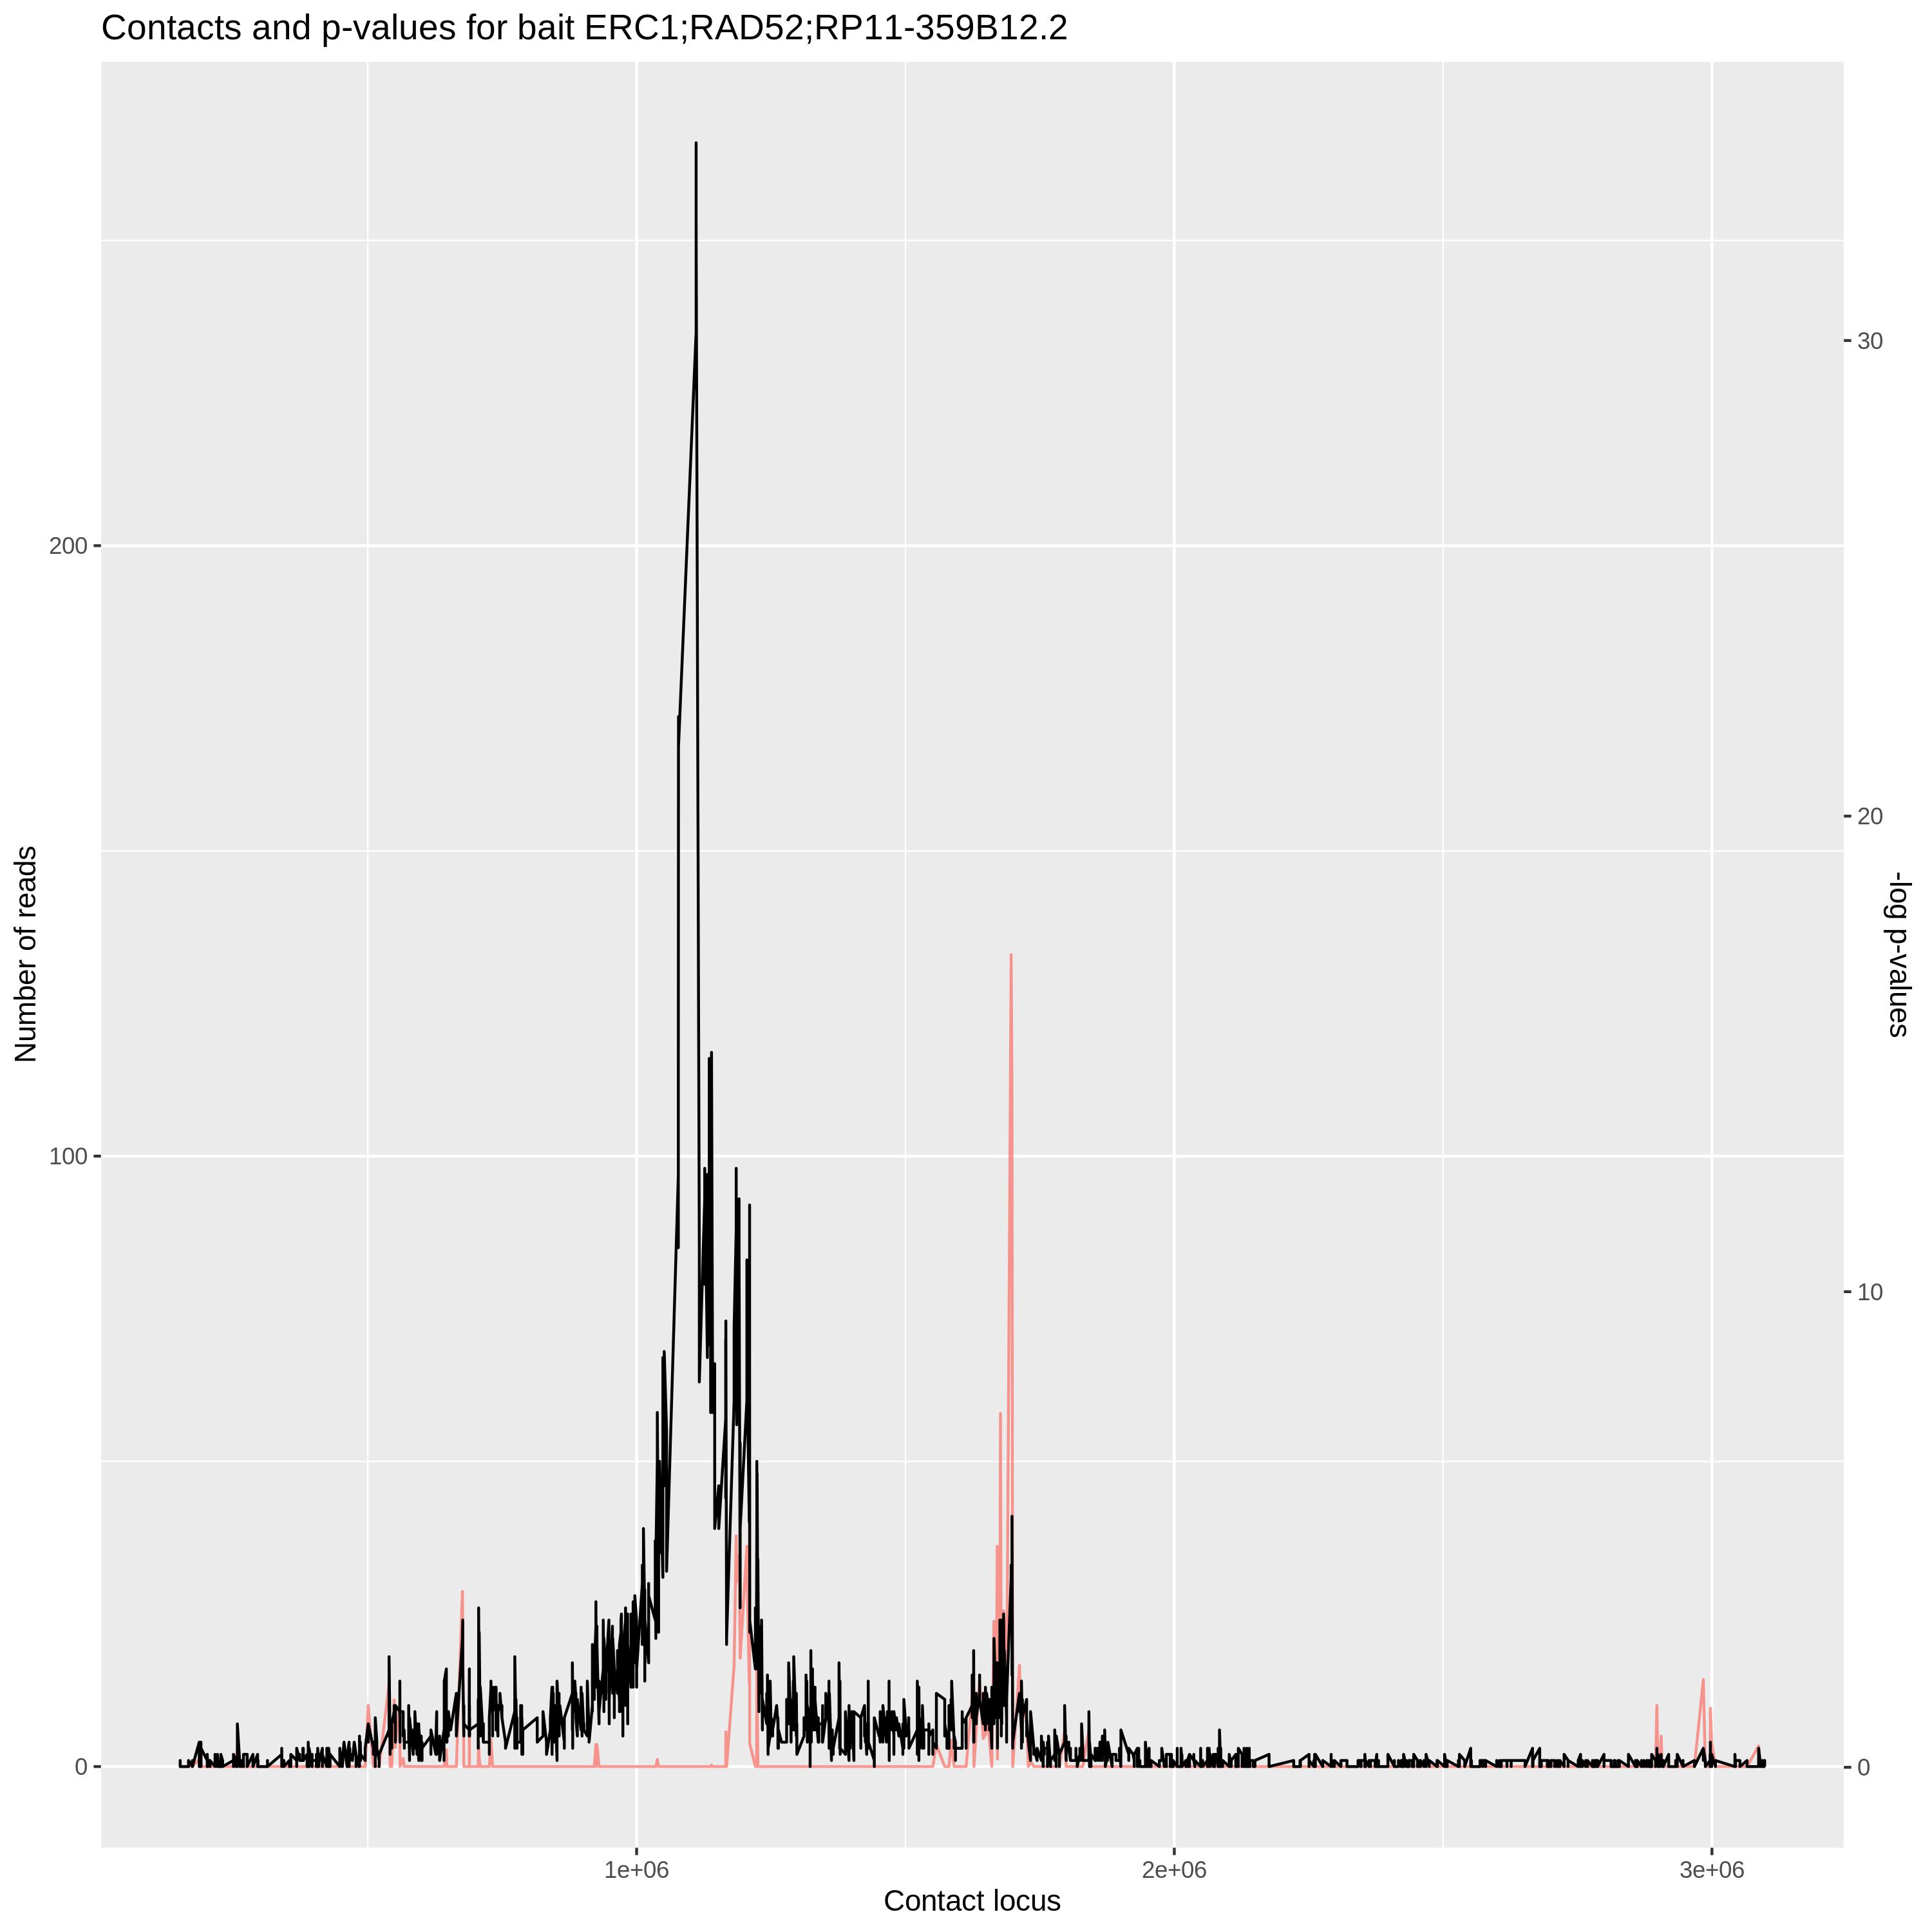 Contacts and p-values for bait ERC1;RAD52;RP11-359B12.2
Number of reads
200
100
0
30
20
10
0
-log p-values
1e+06
2e+06
3e+06
Contact locus